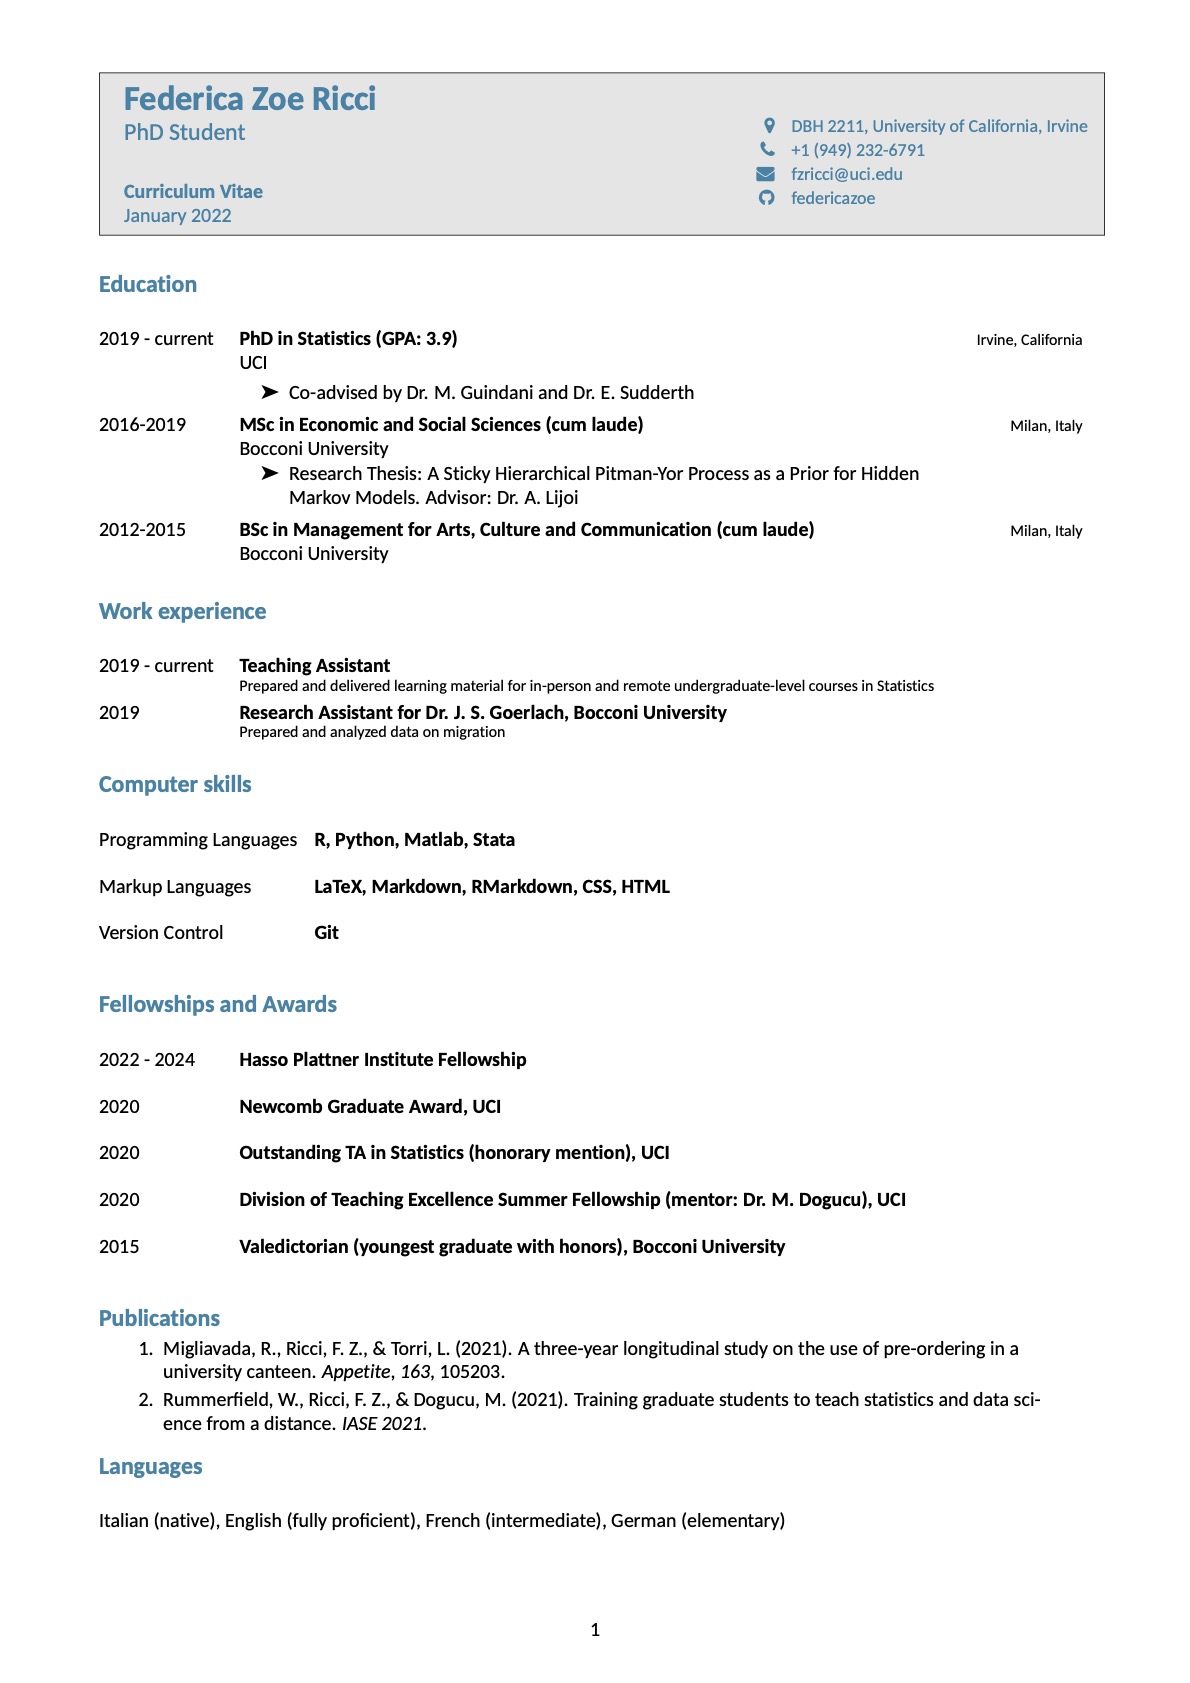 Federica Zoe Ricci
PhD Student
Curriculum Vitae
January 2022
DBH 2211, University of California, Irvine
+1 (949) 232-6791
fzricci@uci.edu
federicazoe
Education
2019 - current PhD in Statistics (GPA: 3.9) Irvine, California
UCI
➤ Co-advised by Dr. M. Guindani and Dr. E. Sudderth
2016-2019 MSc in Economic and Social Sciences (cum laude) Milan, Italy
Bocconi University
➤ Research Thesis: A Sticky Hierarchical Pitman-Yor Process as a Prior for Hidden
Markov Models. Advisor: Dr. A. Lijoi
2012-2015 BSc in Management for Arts, Culture and Communication (cum laude) Milan, Italy
Bocconi University
Work experience
2019 - current Teaching Assistant
Prepared and delivered learning material for in-person and remote undergraduate-level courses in Statistics
2019 Research Assistant for Dr. J. S. Goerlach, Bocconi University
Prepared and analyzed data on migration
Computer skills
Programming Languages R, Python, Matlab, Stata
Markup Languages LaTeX, Markdown, RMarkdown, CSS, HTML
Version Control Git
Fellowships and Awards
2022 - 2024 Hasso Plattner Institute Fellowship
2020 Newcomb Graduate Award, UCI
2020 Outstanding TA in Statistics (honorary mention), UCI
2020 Division of Teaching Excellence Summer Fellowship (mentor: Dr. M. Dogucu), UCI
2015 Valedictorian (youngest graduate with honors), Bocconi University
Publications
1. Migliavada, R., Ricci, F. Z., & Torri, L. (2021). A three-year longitudinal study on the use of pre-ordering in a
university canteen. Appetite, 163, 105203.
2. Rummerfield, W., Ricci, F. Z., & Dogucu, M. (2021). Training graduate students to teach statistics and data sci-
ence from a distance. IASE 2021.
Languages
Italian (native), English (fully proficient), French (intermediate), German (elementary)
1